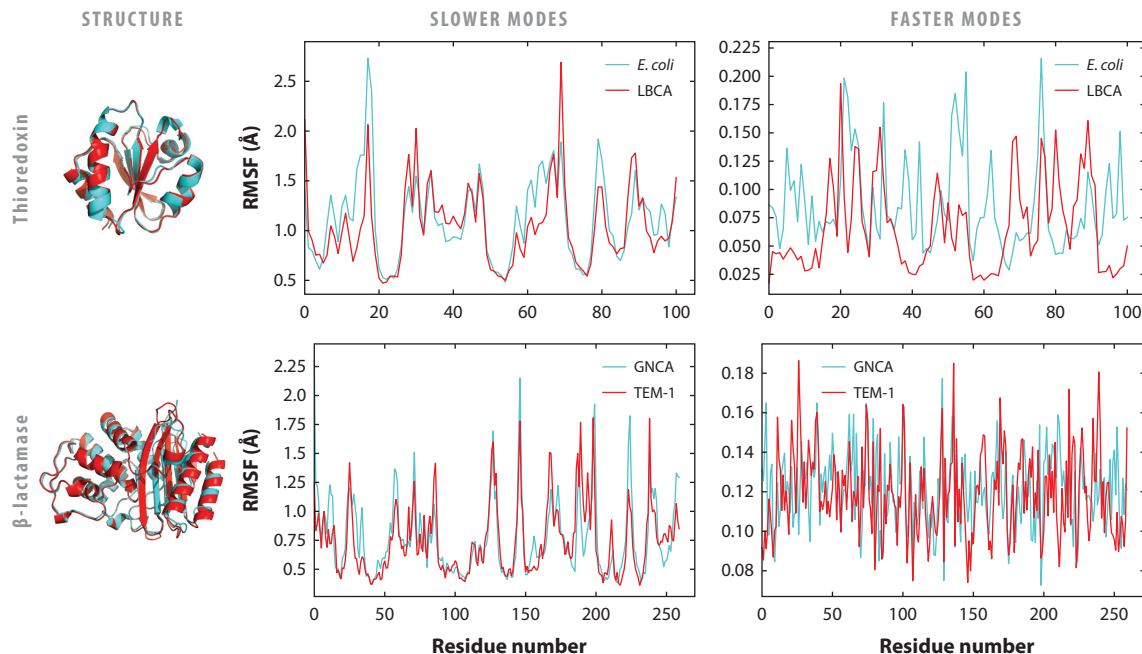 STRUCTURE
SLOWER MODES
FASTER MODES
Thioredoxin
RMSF (Å)
2.5
2.0
1.5
1.0
0.5
0 20 40 60 80 100
E. coli
LBCA
0.225
0.200
0.175
0.150
0.125
0.100
0.075
0.050
0.025
0 20 40 60 80 100
E. coli
LBCA
β-lactamase
RMSF (Å)
2.25
2.0
1.75
1.5
1.25
1.0
0.75
0.5
0 50 100 150 200 250
GNCA
TEM-1
Residue number
0.18
0.16
0.14
0.12
0.10
0.08
0 50 100 150 200 250
GNCA
TEM-1
Residue number